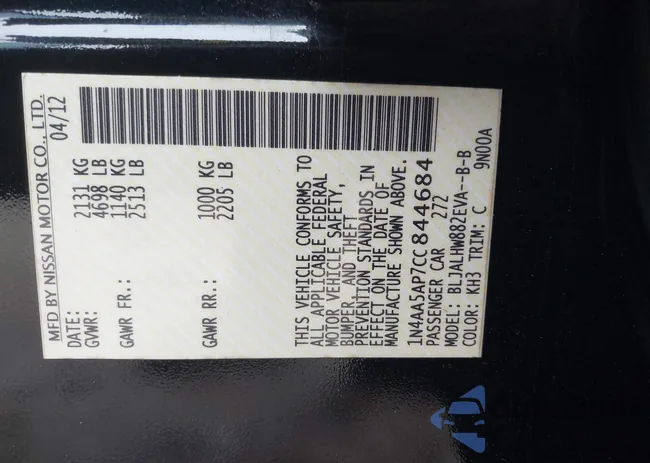 MFD BY NISSAN MOTOR CO., LTD.
DATE: 04/12
GVWR: 2131 KG
4698 LB
GAWR FR.: 1140 KG
2513 LB
GAWR RR.: 1000 KG
2205 LB
THIS VEHICLE CONFORMS TO
ALL APPLICABLE FEDERAL
MOTOR VEHICLE SAFETY,
BUMPER, AND THEFT
PREVENTION STANDARDS IN
EFFECT ON THE DATE OF
MANUFACTURE SHOWN ABOVE.
1N4AA5AP7CC844684
PASSENGER CAR 272
MODEL: BLJALHW882EVA--B-B
COLOR: KH3 TRIM: C 9N00A